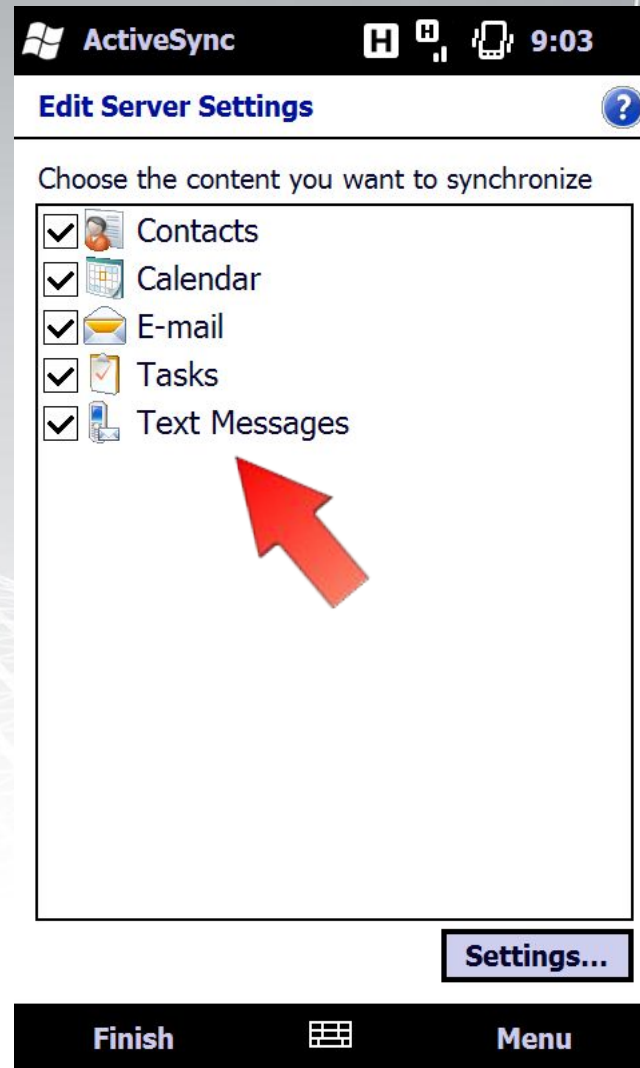 ActiveSync H H 9:03
Edit Server Settings ?
Choose the content you want to synchronize
Contacts
Calendar
E-mail
Tasks
Text Messages
Settings...
Finish Menu